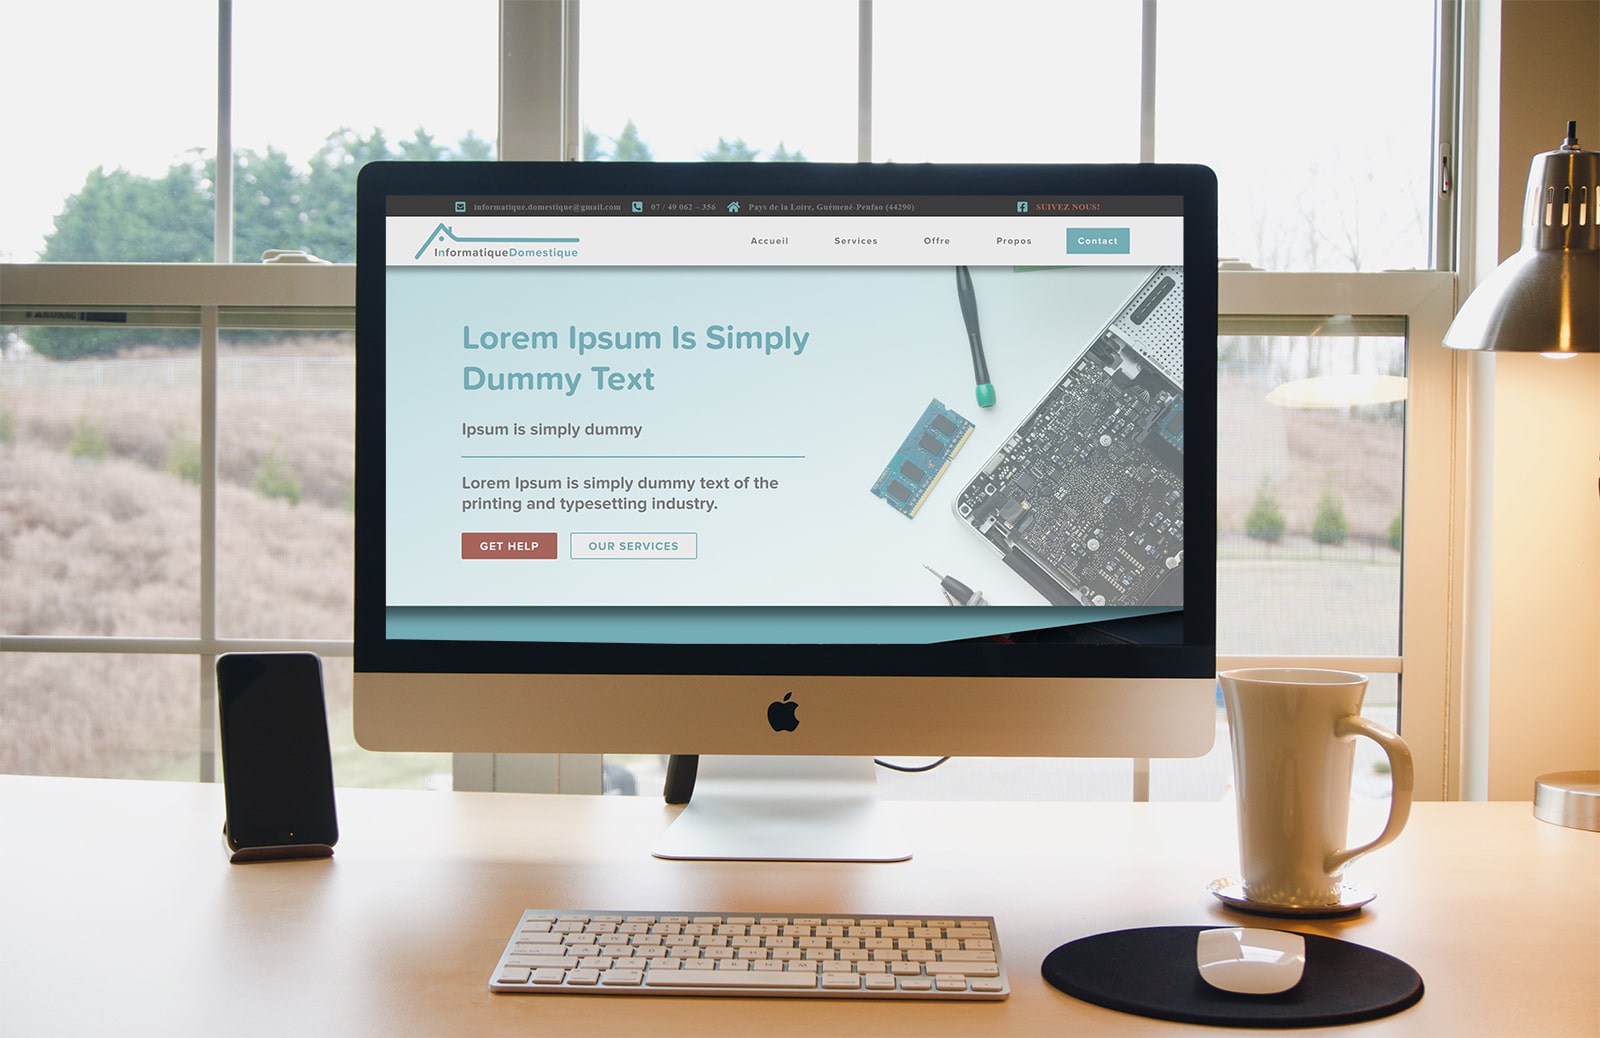 informatique.domestique@gmail.com 07 / 49 062 – 356 Pays de la Loire, Guémené-Penfao (44290) SUIVEZ NOUS!
InformatiqueDomestique Accueil Services Offre Propos Contact
Lorem Ipsum Is Simply
Dummy Text
Ipsum is simply dummy
Lorem Ipsum is simply dummy text of the
printing and typesetting industry.
GET HELP OUR SERVICES
WARNING